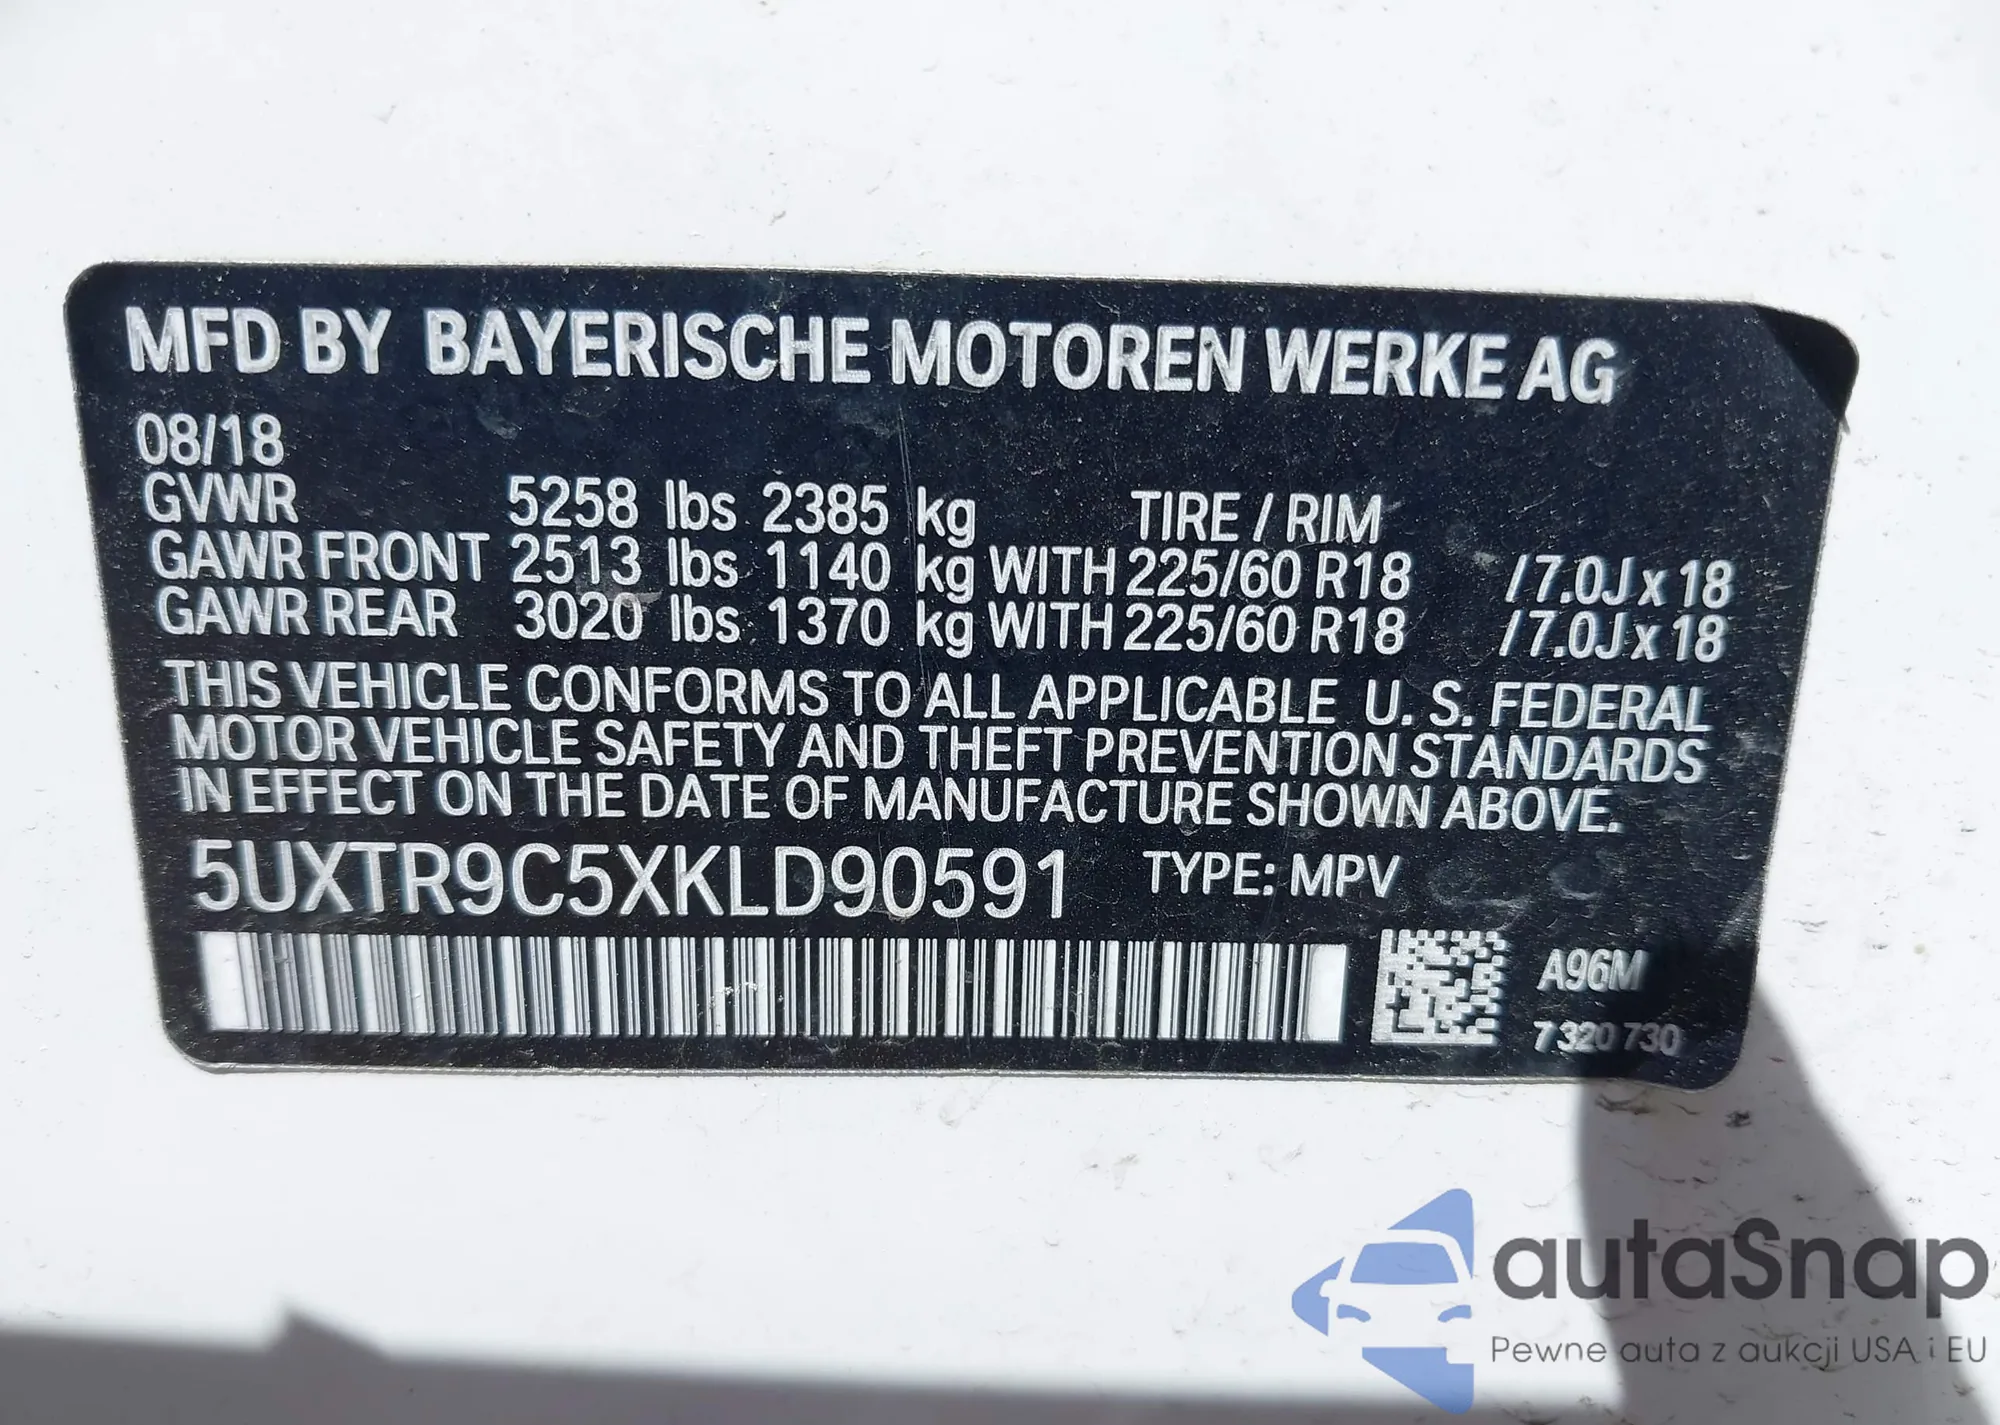 MFD BY BAYERISCHE MOTOREN WERKE AG
08/18
GVWR 5258 lbs 2385 kg TIRE / RIM
GAWR FRONT 2513 lbs 1140 kg WITH 225/60 R18 /7.0J x 18
GAWR REAR 3020 lbs 1370 kg WITH 225/60 R18 /7.0J x 18
THIS VEHICLE CONFORMS TO ALL APPLICABLE U. S. FEDERAL
MOTOR VEHICLE SAFETY AND THEFT PREVENTION STANDARDS
IN EFFECT ON THE DATE OF MANUFACTURE SHOWN ABOVE.
5UXTR9C5XKLD90591 TYPE: MPV
A96M
7 320 730
autaSnap
Pewne auta z aukcji USA i EU